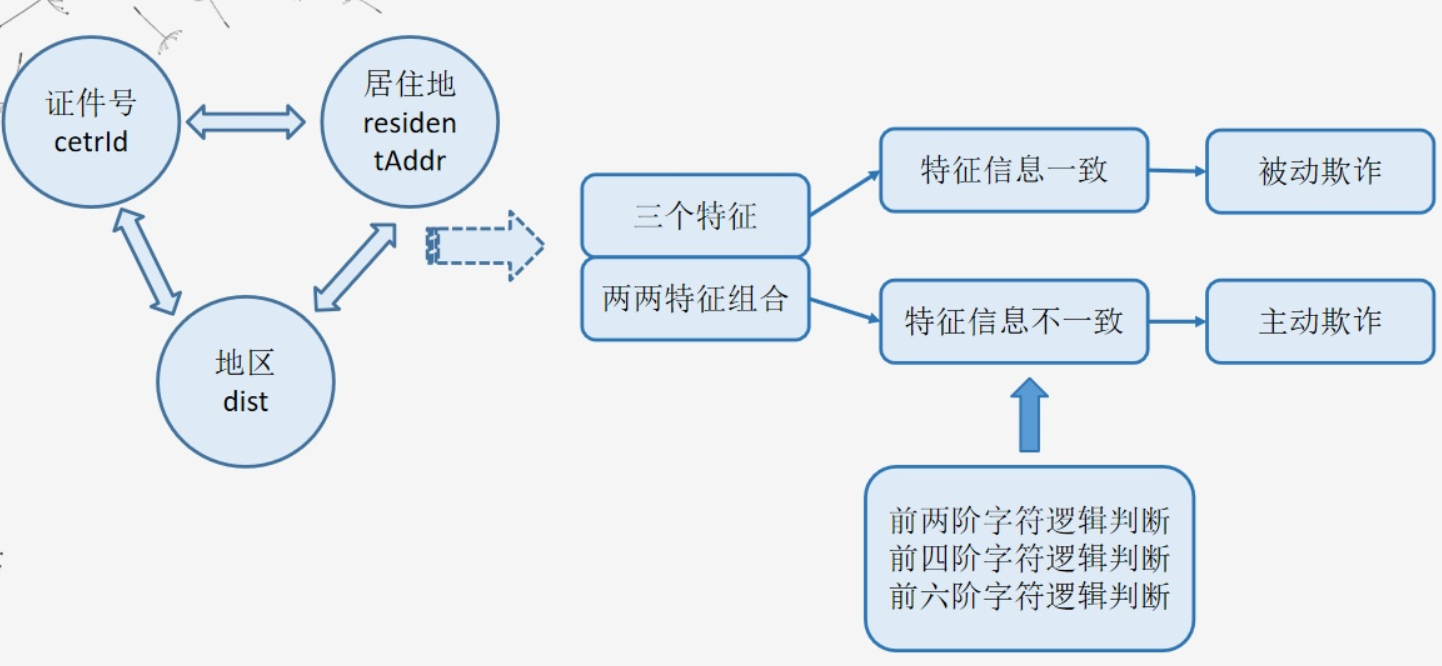 证件号
cetrId
居住地
residen
tAddr
地区
dist
三个特征
两两特征组合
特征信息一致
被动欺诈
特征信息不一致
主动欺诈
前两阶字符逻辑判断
前四阶字符逻辑判断
前六阶字符逻辑判断